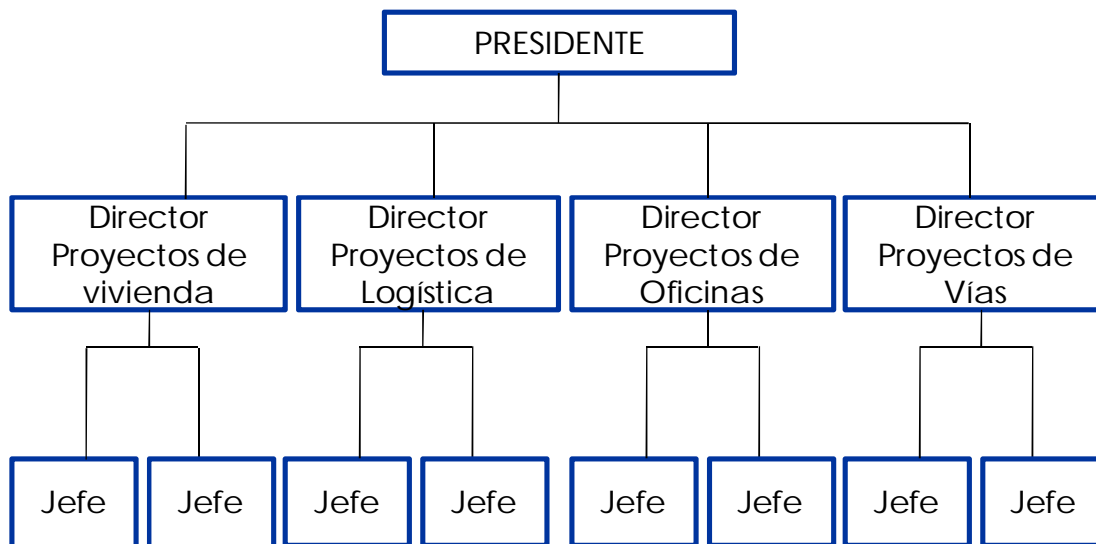 PRESIDENTE
Director
Proyectos de
vivienda
Director
Proyectos de
Logística
Director
Proyectos de
Oficinas
Director
Proyectos de
Vías
Jefe
Jefe
Jefe
Jefe
Jefe
Jefe
Jefe
Jefe